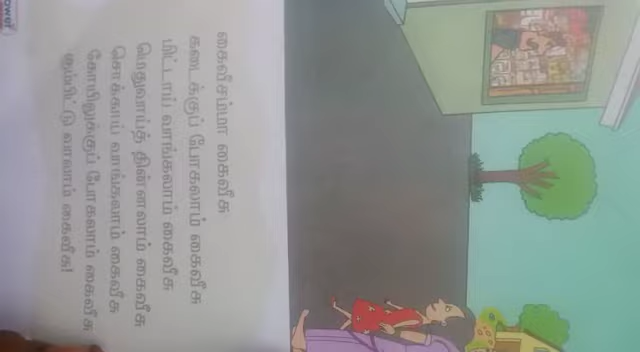 கைவீசம்மா கைவீசு
கடைக்குப் போகலாம் கைவீசு
மிட்டாய் வாங்கலாம் கைவீசு
மெதுவாய்த் தின்னலாம் கைவீசு
சொக்காய் வாங்கலாம் கைவீசு
கோயிலுக்குப் போகலாம் கைவீசு
கும்பிட்டு வரலாம் கைவீசு!